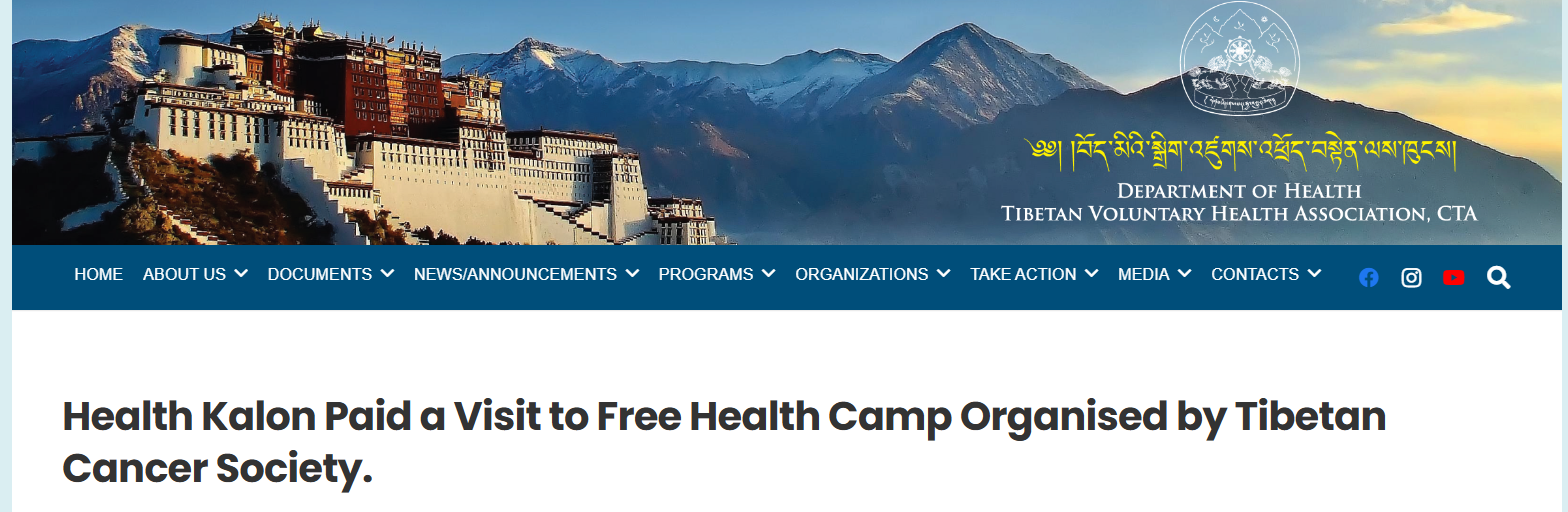 ༄༅། །བོད་མིའི་སྒྲིག་འཛུགས་འཕྲོད་བསྟེན་ལས་ཁུངས།
DEPARTMENT OF HEALTH
TIBETAN VOLUNTARY HEALTH ASSOCIATION, CTA
HOME ABOUT US DOCUMENTS NEWS/ANNOUNCEMENTS PROGRAMS ORGANIZATIONS TAKE ACTION MEDIA CONTACTS
Health Kalon Paid a Visit to Free Health Camp Organised by Tibetan
Cancer Society.